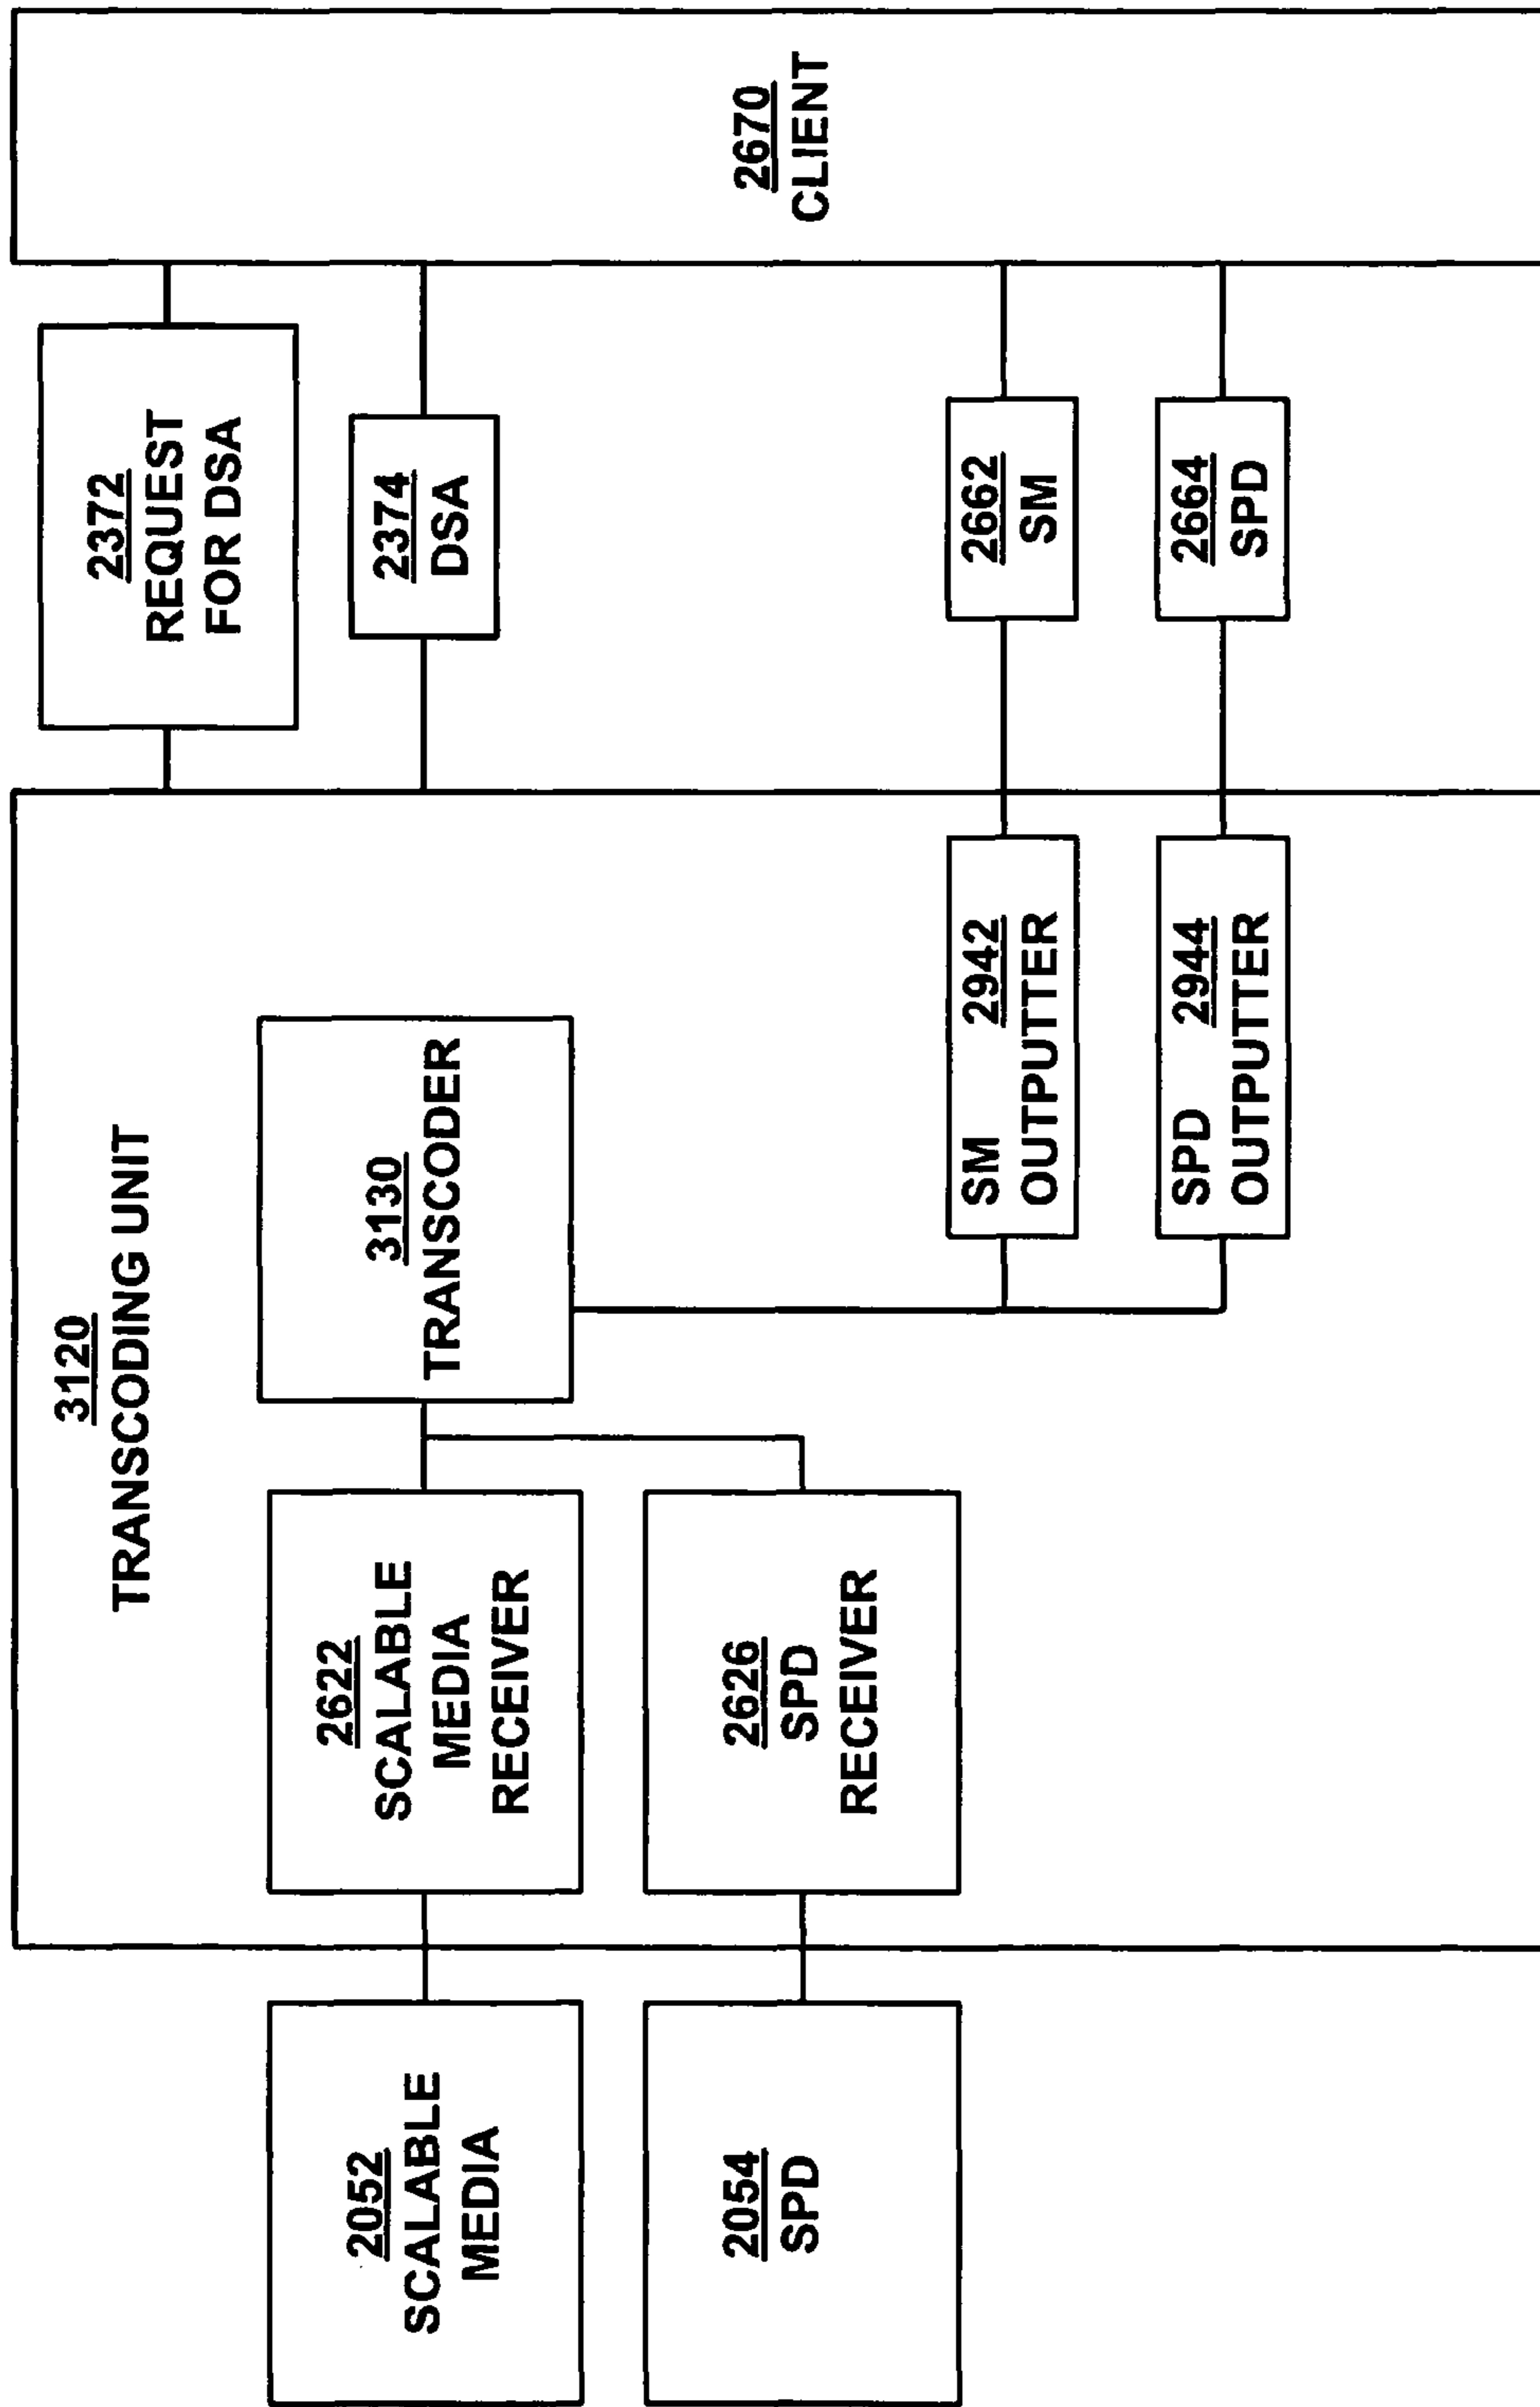 3120
TRANSCODING UNIT
2052
SCALABLE
MEDIA
2622
SCALABLE
MEDIA
RECEIVER
3130
TRANSCODER
2372
REQUEST
FOR DSA
2374
DSA
2670
CLIENT
2054
SPD
2626
SPD
RECEIVER
SM 2942
OUTPUTTER
2662
SM
SPD 2944
OUTPUTTER
2664
SPD